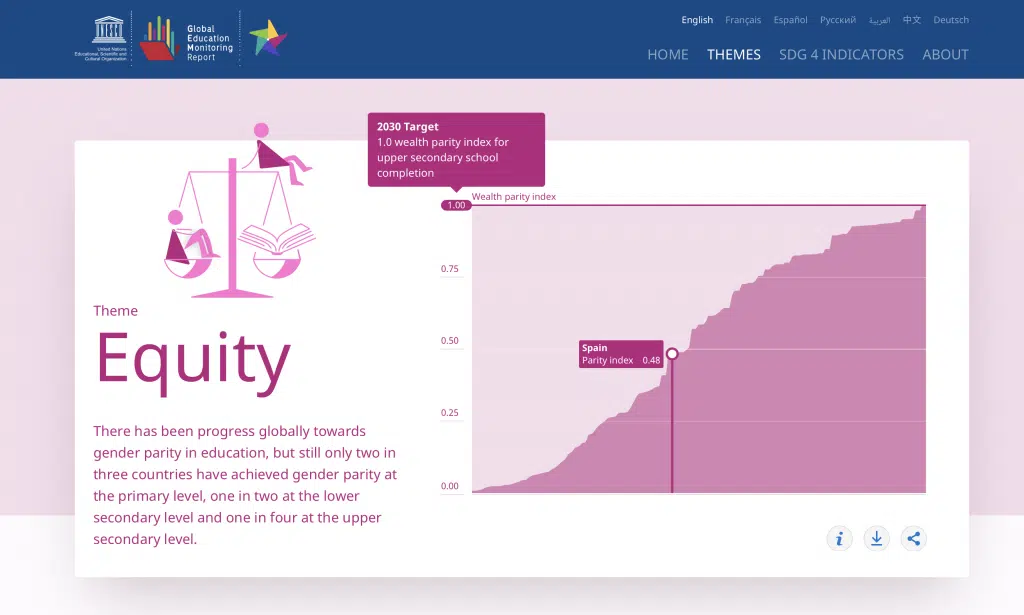 United Nations
Educational, Scientific and
Cultural Organization
Global
Education
Monitoring
Report
English Français Español Русский العربية 中文 Deutsch
HOME THEMES SDG 4 INDICATORS ABOUT
2030 Target
1.0 wealth parity index for
upper secondary school
completion
Wealth parity index
1.00
0.75
0.50
0.25
0.00
Spain
Parity index 0.48
Theme
Equity
There has been progress globally towards
gender parity in education, but still only two in
three countries have achieved gender parity at
the primary level, one in two at the lower
secondary level and one in four at the upper
secondary level.